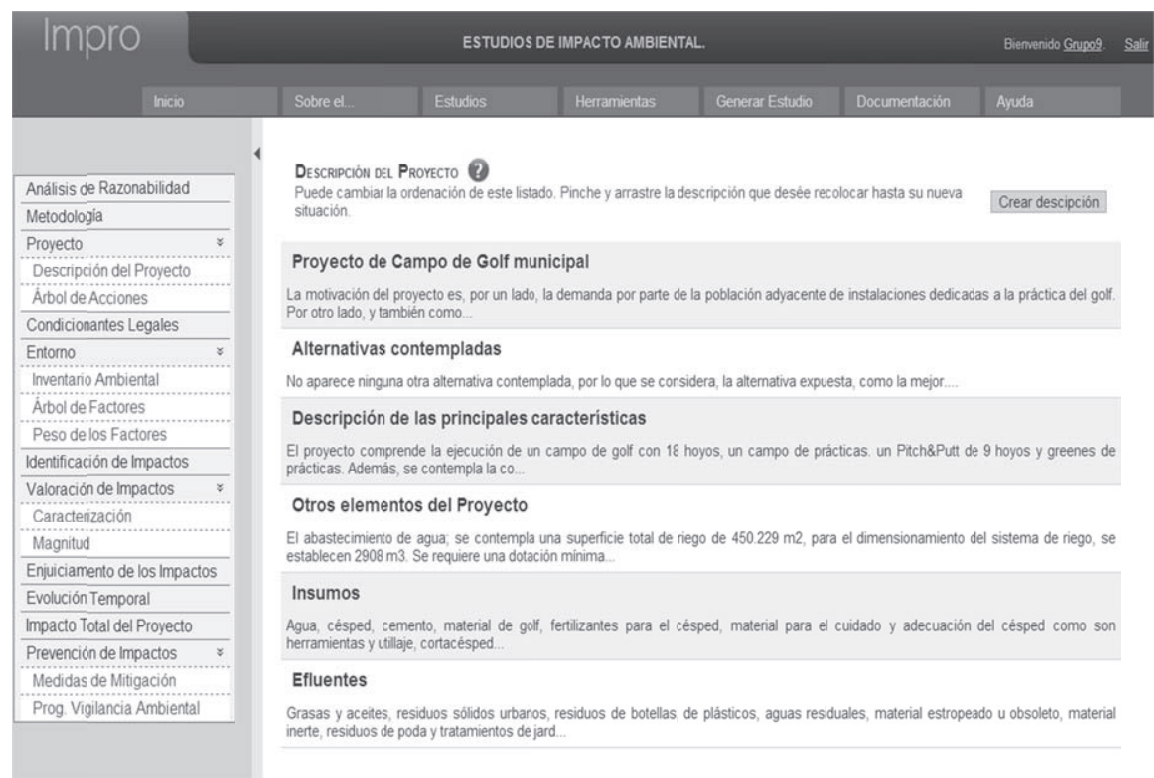 Impro
ESTUDIOS DE IMPACTO AMBIENTAL.
Bienvenido Grupo9. Salir
Inicio Sobre el... Estudios Herramientas Generar Estudio Documentación Ayuda
Análisis de Razonabilidad
Metodología
Proyecto
Descripción del Proyecto
Árbol de Acciones
Condicionantes Legales
Entorno
Inventario Ambiental
Árbol de Factores
Peso de los Factores
Identificación de Impactos
Valoración de Impactos
Caracterización
Magnitud
Enjuiciamento de los Impactos
Evolución Temporal
Impacto Total del Proyecto
Prevención de Impactos
Medidas de Mitigación
Prog. Vigilancia Ambiental
DESCRIPCIÓN DEL PROYECTO ?
Puede cambiar la ordenación de este listado. Pinche y arrastre la descripción que desée recolocar hasta su nueva
situación.
Crear descipción
Proyecto de Campo de Golf municipal
La motivación del proyecto es, por un lado, la demanda por parte de la población adyacente de instalaciones dedicadas a la práctica del golf.
Por otro lado, y también como...
Alternativas contempladas
No aparece ninguna otra alternativa contemplada, por lo que se considera, la alternativa expuesta, como la mejor....
Descripción de las principales características
El proyecto comprende la ejecución de un campo de golf con 18 hoyos, un campo de prácticas. un Pitch&Putt de 9 hoyos y greenes de
prácticas. Además, se contempla la co...
Otros elementos del Proyecto
El abastecimiento de agua; se contempla una superficie total de riego de 450.229 m2, para el dimensionamiento del sistema de riego, se
establecen 2908 m3. Se requiere una dotación mínima...
Insumos
Agua, césped, cemento, material de golf, fertilizantes para el césped, material para el cuidado y adecuación del césped como son
herramientas y utillaje, cortacésped...
Efluentes
Grasas y aceites, residuos sólidos urbanos, residuos de botellas de plásticos, aguas resduales, material estropeado u obsoleto, material
inerte, residuos de poda y tratamientos de jard...